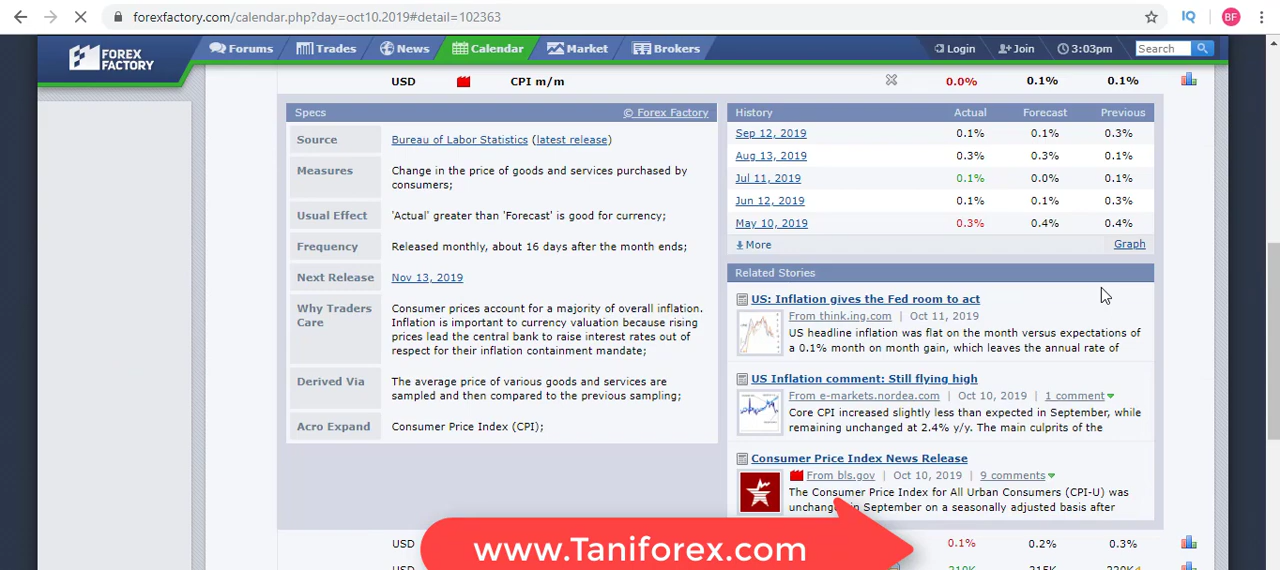 forexfactory.com/calendar.php?day=oct10.2019#detail=102363
IQ
BF
FOREX
FACTORY
Forums
Trades
News
Calendar
Market
Brokers
Login
Join
3:03pm
Search
USD CPI m/m 0.0% 0.1% 0.1%
Specs © Forex Factory
Source Bureau of Labor Statistics (latest release)
Measures Change in the price of goods and services purchased by
consumers;
Usual Effect 'Actual' greater than 'Forecast' is good for currency;
Frequency Released monthly, about 16 days after the month ends;
Next Release Nov 13, 2019
Why Traders
Care
Consumer prices account for a majority of overall inflation.
Inflation is important to currency valuation because rising
prices lead the central bank to raise interest rates out of
respect for their inflation containment mandate;
Derived Via The average price of various goods and services are
sampled and then compared to the previous sampling;
Acro Expand Consumer Price Index (CPI);
History Actual Forecast Previous
Sep 12, 2019 0.1% 0.1% 0.3%
Aug 13, 2019 0.3% 0.3% 0.1%
Jul 11, 2019 0.1% 0.0% 0.1%
Jun 12, 2019 0.1% 0.1% 0.3%
May 10, 2019 0.3% 0.4% 0.4%
More Graph
Related Stories
US: Inflation gives the Fed room to act
From think.ing.com | Oct 11, 2019
US headline inflation was flat on the month versus expectations of
a 0.1% month on month gain, which leaves the annual rate of
US Inflation comment: Still flying high
From e-markets.nordea.com | Oct 10, 2019 | 1 comment
Core CPI increased slightly less than expected in September, while
remaining unchanged at 2.4% y/y. The main culprits of the
Consumer Price Index News Release
From bls.gov | Oct 10, 2019 | 9 comments
The Consumer Price Index for All Urban Consumers (CPI-U) was
unchanged in September on a seasonally adjusted basis after
USD 0.1% 0.2% 0.3%
www.Taniforex.com